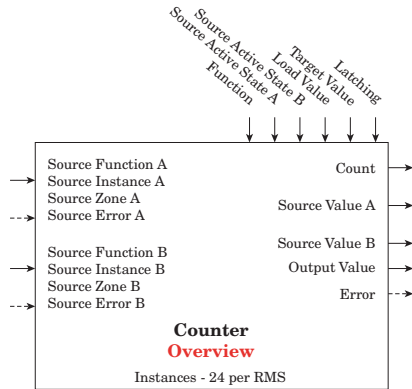 Function
Source Active State A
Source Active State B
Load Value
Target Value
Latching
Source Function A
Source Instance A
Source Zone A
Source Error A
Source Function B
Source Instance B
Source Zone B
Source Error B
Count
Source Value A
Source Value B
Output Value
Error
Counter
Overview
Instances - 24 per RMS